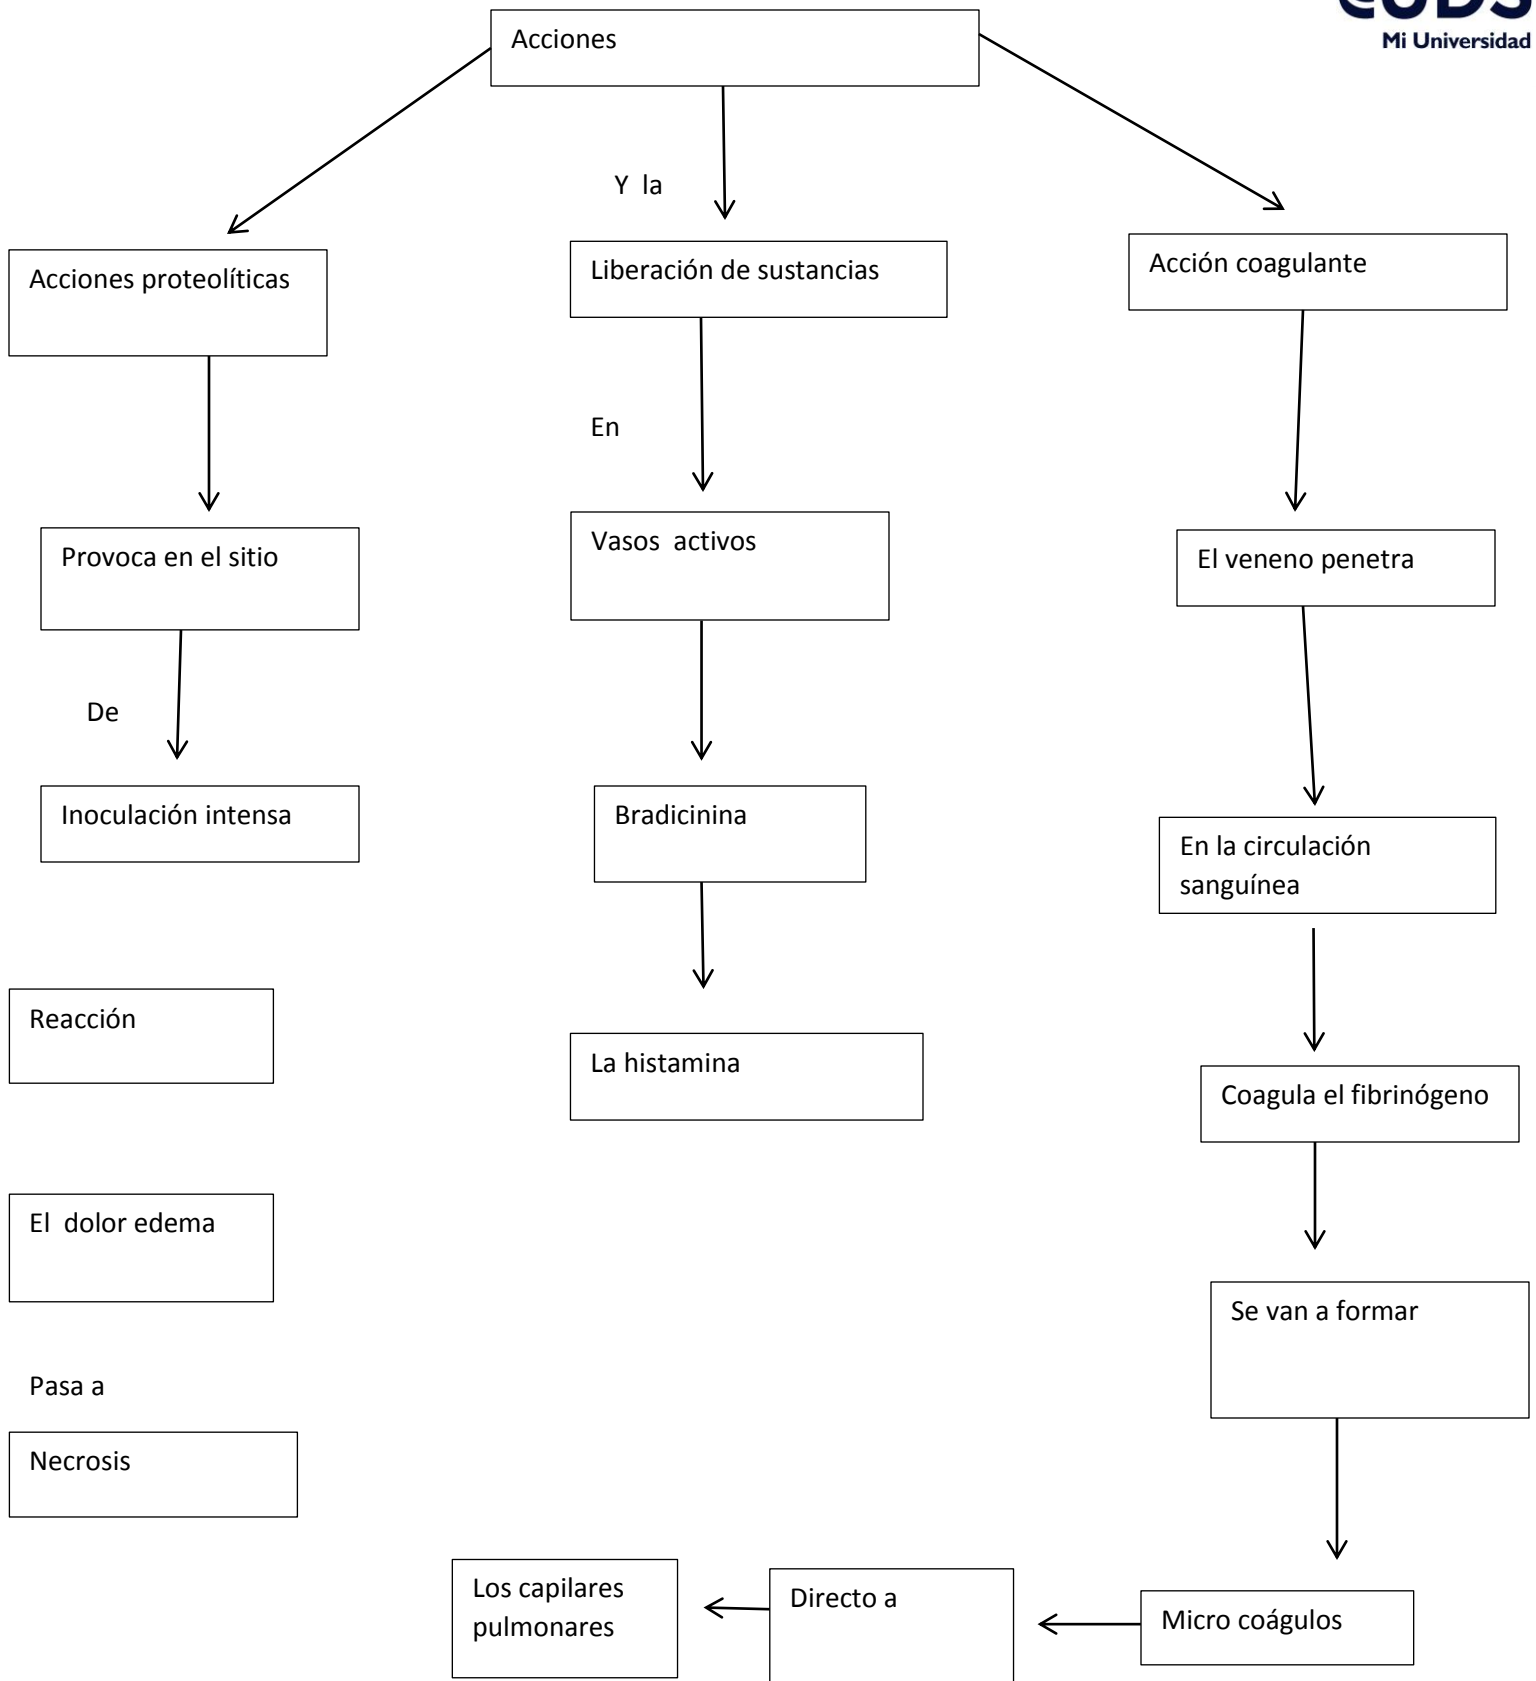 Mi Universidad
Acciones
Y la
Acciones proteolíticas
Liberación de sustancias
Acción coagulante
En
Provoca en el sitio
Vasos activos
El veneno penetra
De
Inoculación intensa
Bradicinina
En la circulación
sanguínea
Reacción
La histamina
Coagula el fibrinógeno
El dolor edema
Se van a formar
Pasa a
Necrosis
Los capilares
pulmonares
Directo a
Micro coágulos